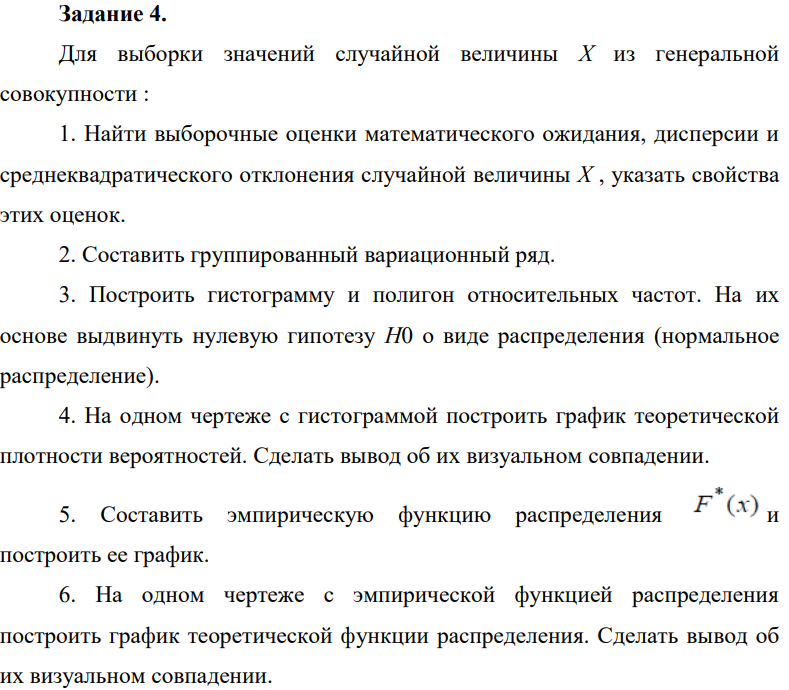 Задание 4.
Для выборки значений случайной величины X из генеральной
совокупности :
1. Найти выборочные оценки математического ожидания, дисперсии и
среднеквадратического отклонения случайной величины X , указать свойства
этих оценок.
2. Составить группированный вариационный ряд.
3. Построить гистограмму и полигон относительных частот. На их
основе выдвинуть нулевую гипотезу H0 о виде распределения (нормальное
распределение).
4. На одном чертеже с гистограммой построить график теоретической
плотности вероятностей. Сделать вывод об их визуальном совпадении.
5. Составить эмпирическую функцию распределения F*(x) и
построить ее график.
6. На одном чертеже с эмпирической функцией распределения
построить график теоретической функции распределения. Сделать вывод об
их визуальном совпадении.